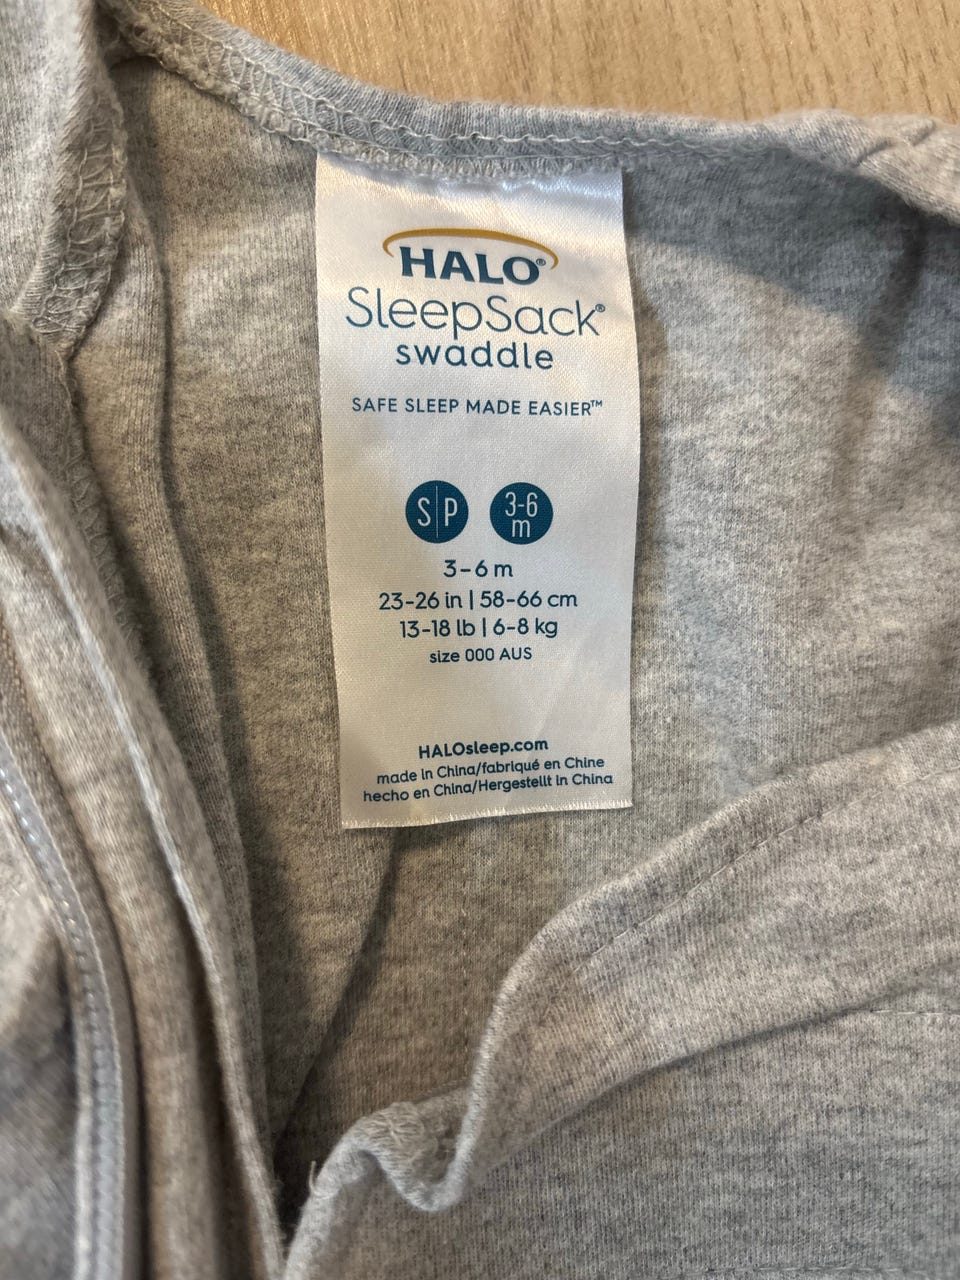 HALO®
SleepSack®
swaddle
SAFE SLEEP MADE EASIER™
S|P 3-6 m
3-6 m
23-26 in | 58-66 cm
13-18 lb | 6-8 kg
size 000 AUS
HALOsleep.com
made in China/fabriqué en Chine
hecho en China/Hergestellt in China